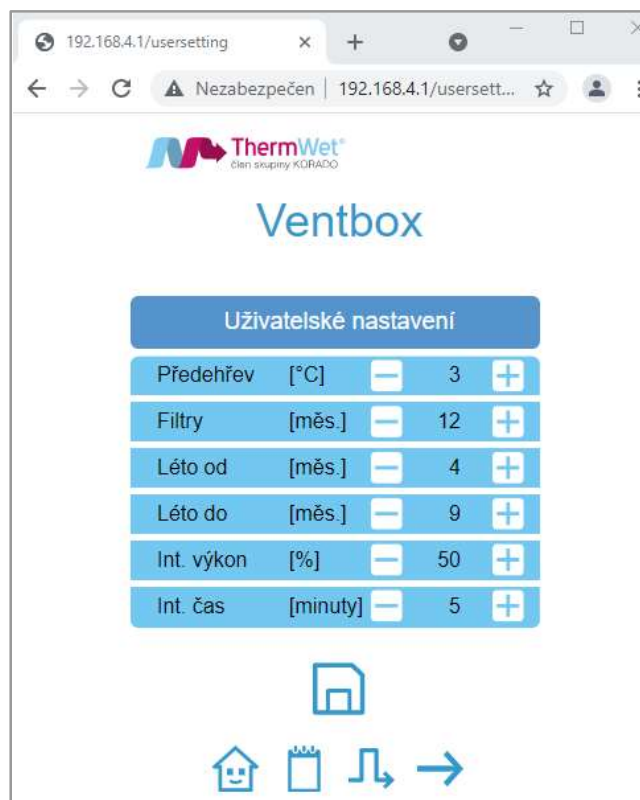 192.168.4.1/usersetting
Nezabezpečen | 192.168.4.1/usersett...
ThermWet®
člen skupiny KORADO
Ventbox
Uživatelské nastavení
Předehřev [°C] − 3 +
Filtry [měs.] − 12 +
Léto od [měs.] − 4 +
Léto do [měs.] − 9 +
Int. výkon [%] − 50 +
Int. čas [minuty] − 5 +